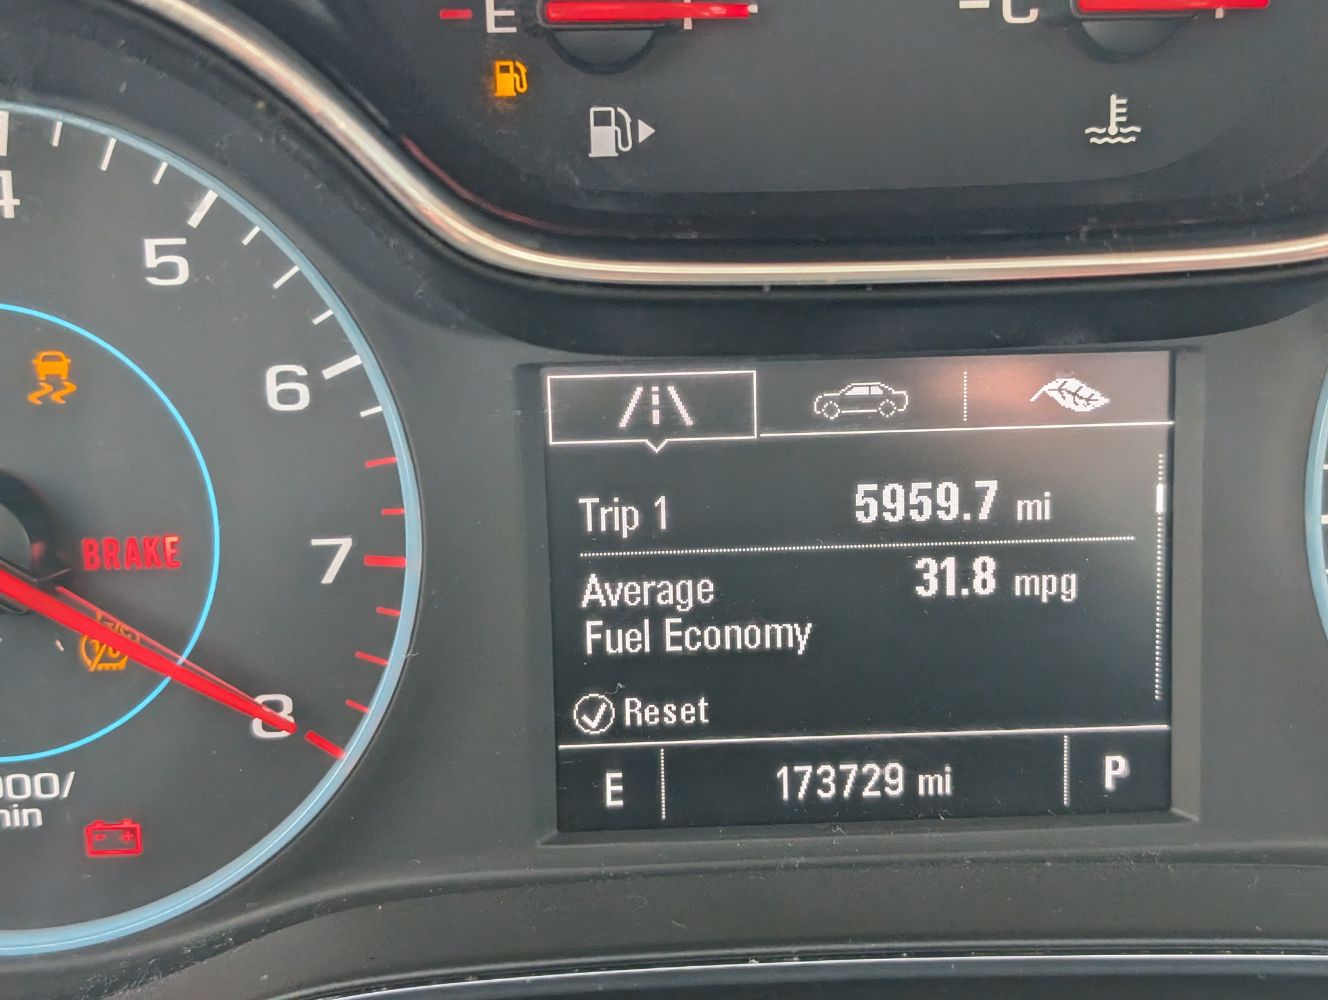 E
C
4
5
6
7
8
BRAKE
Trip 1 5959.7 mi
Average 31.8 mpg
Fuel Economy
Reset
E 173729 mi P